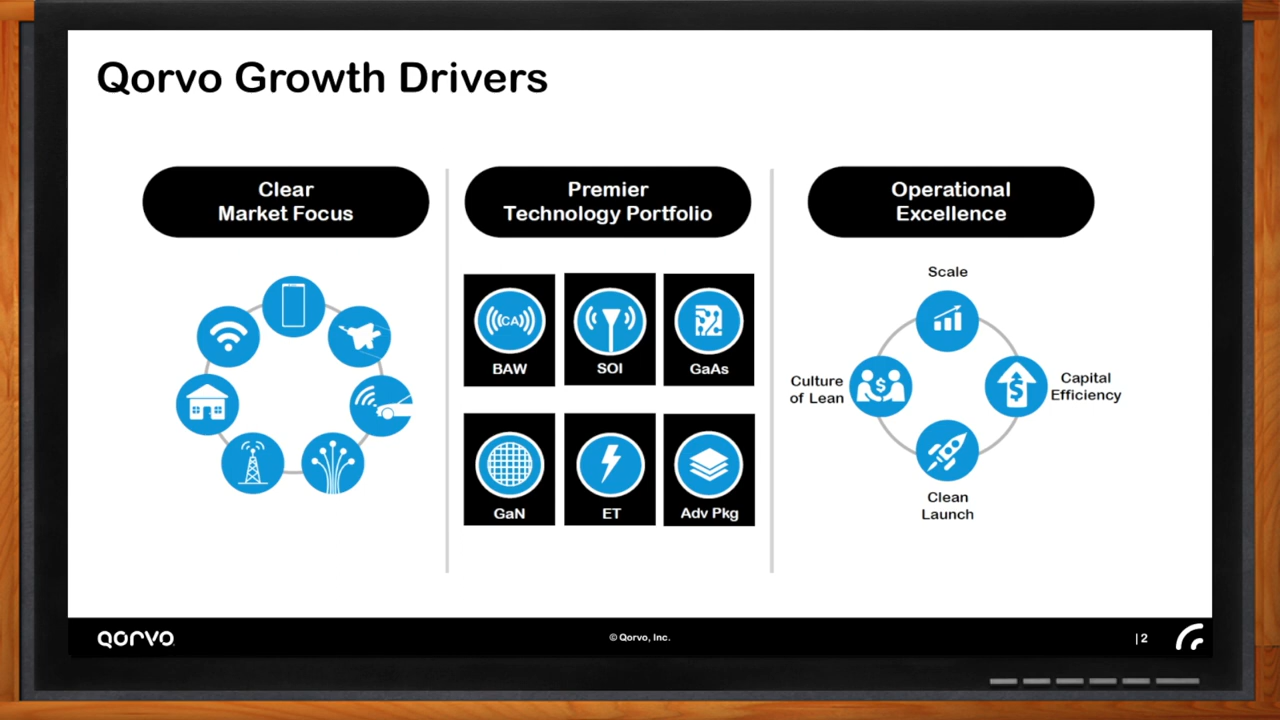 Qorvo Growth Drivers
Clear
Market Focus
Premier
Technology Portfolio
Operational
Excellence
CA
BAW
SOI
GaAs
GaN
ET
Adv Pkg
Scale
Culture
of Lean
$
$
Capital
Efficiency
Clean
Launch
QORVO
© Qorvo, Inc.
| 2